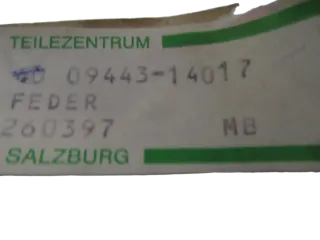 TEILEZENTRUM
09443-14017
FEDER
260397 MB
SALZBURG